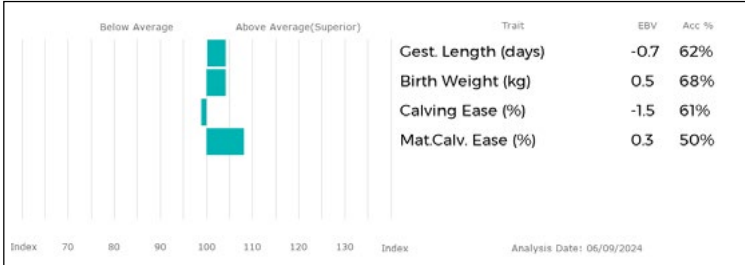 Below Average Above Average(Superior) Trait EBV Acc %
Gest. Length (days) -0.7 62%
Birth Weight (kg) 0.5 68%
Calving Ease (%) -1.5 61%
Mat.Calv. Ease (%) 0.3 50%
Index 70 80 90 100 110 120 130 Index Analysis Date: 06/09/2024